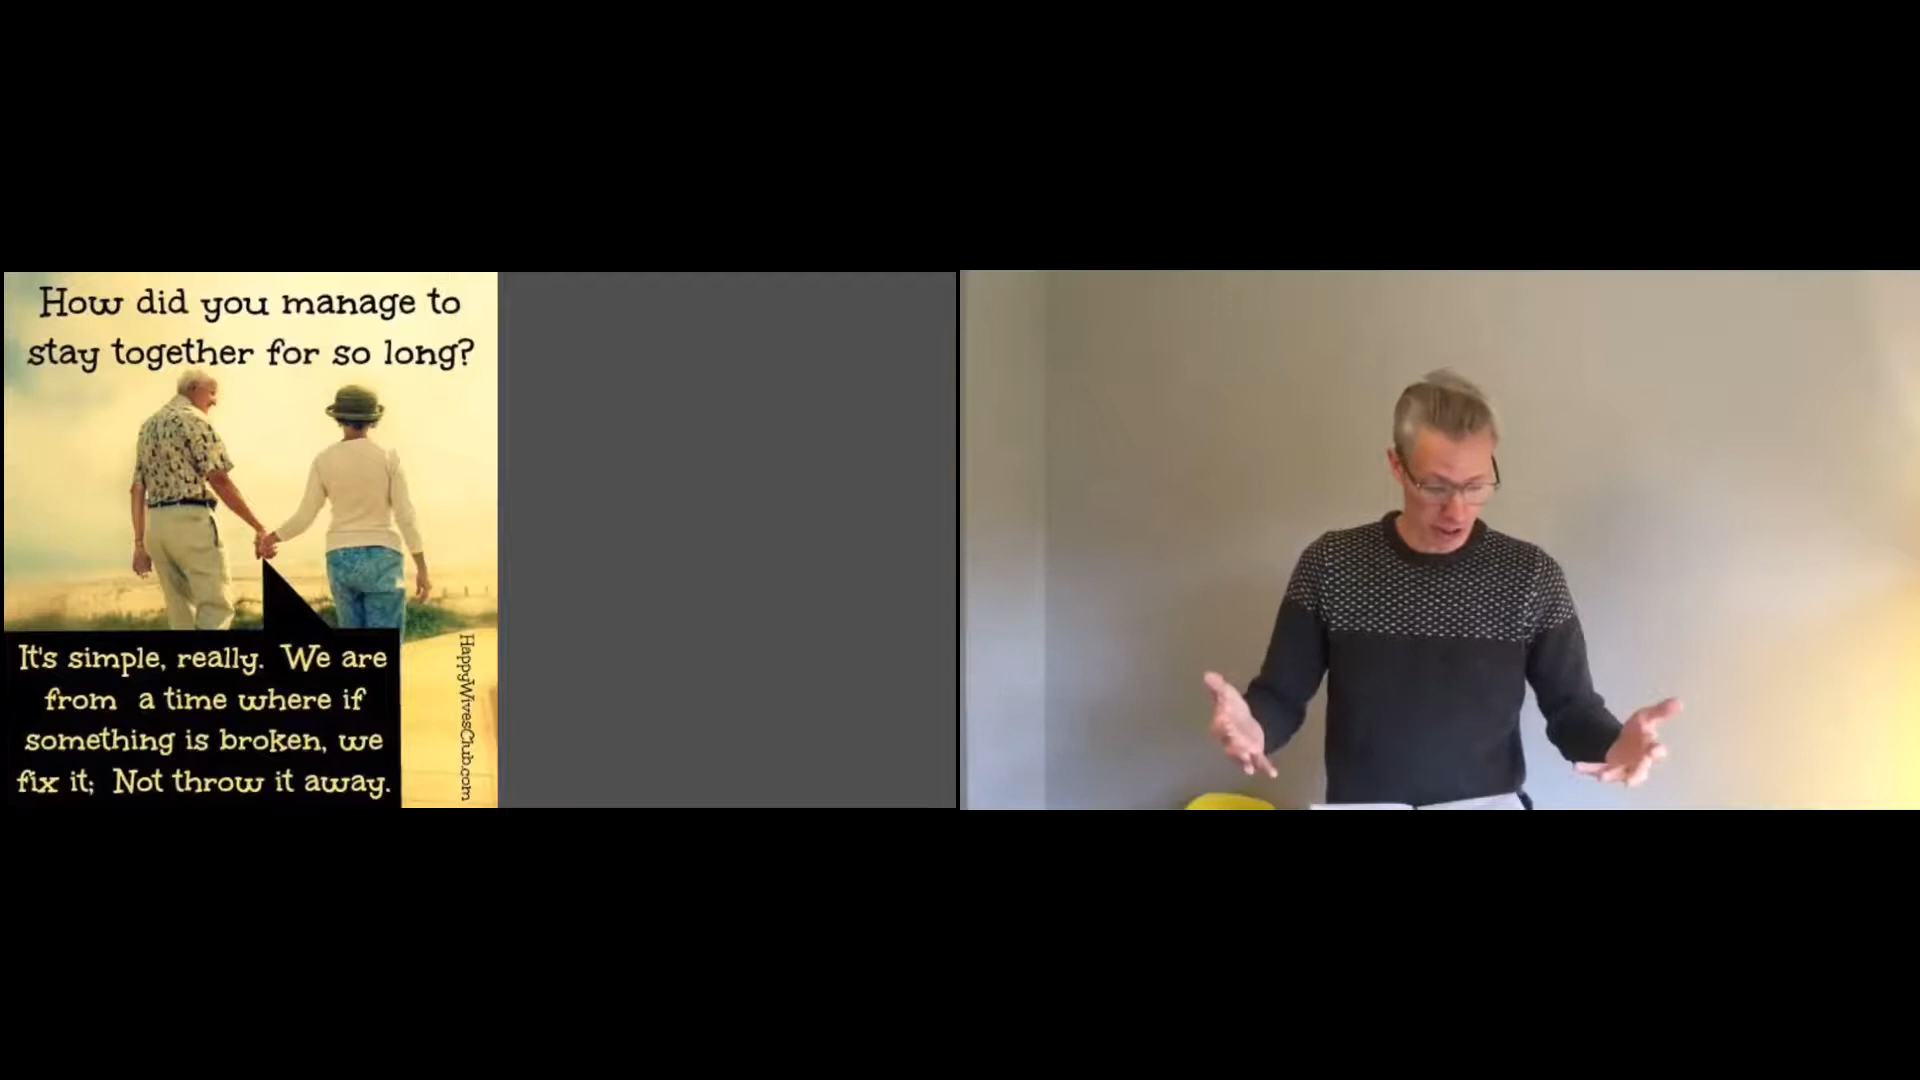 How did you manage to
stay together for so long?
It's simple, really. We are
from a time where if
something is broken, we
fix it; Not throw it away.
HappyWivesClub.com